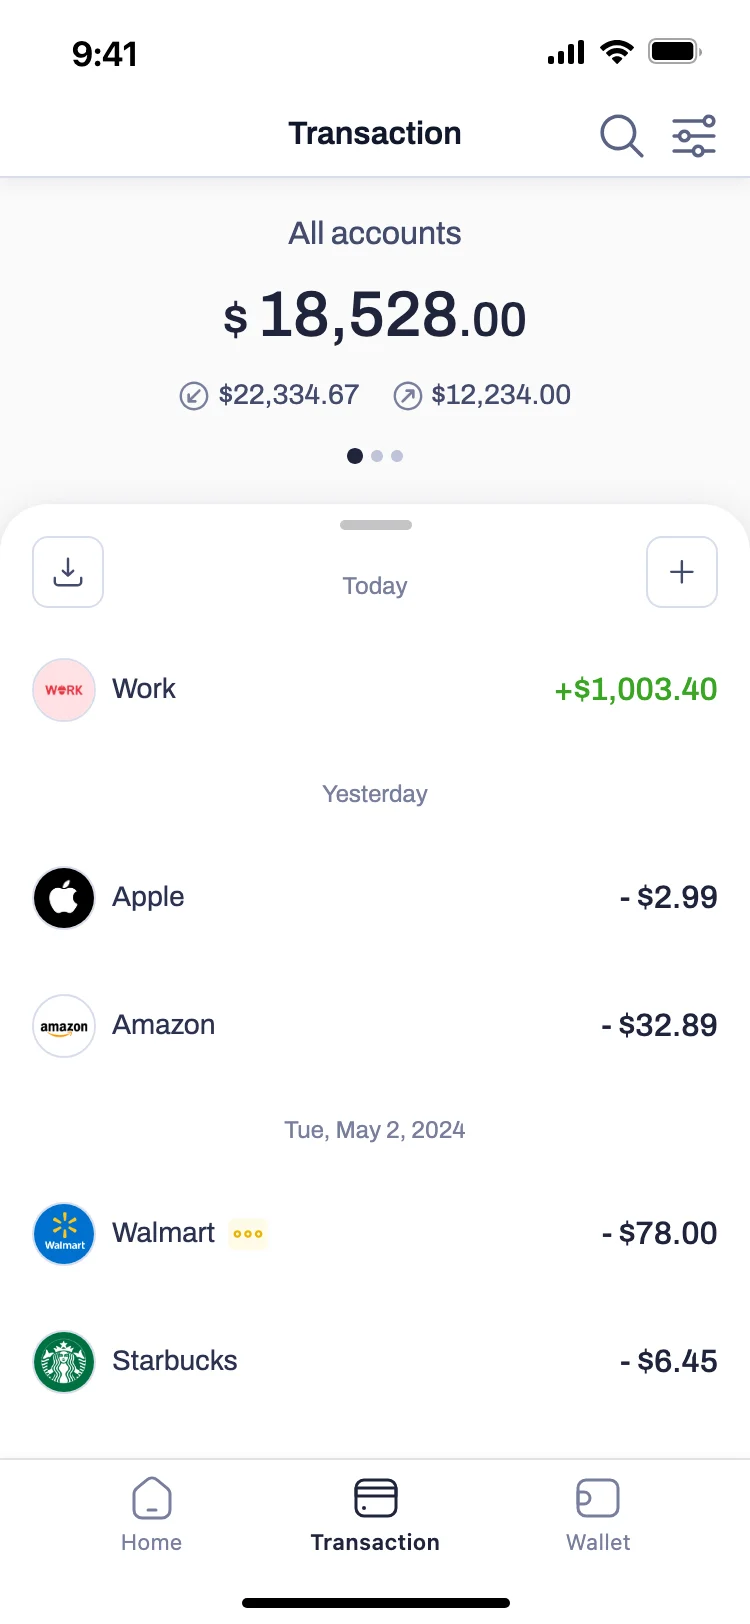 9:41
Transaction
All accounts
$ 18,528.00
$22,334.67 $12,234.00
Today
WORK Work +$1,003.40
Yesterday
Apple - $2.99
amazon Amazon - $32.89
Tue, May 2, 2024
Walmart Walmart - $78.00
Starbucks - $6.45
Home Transaction Wallet